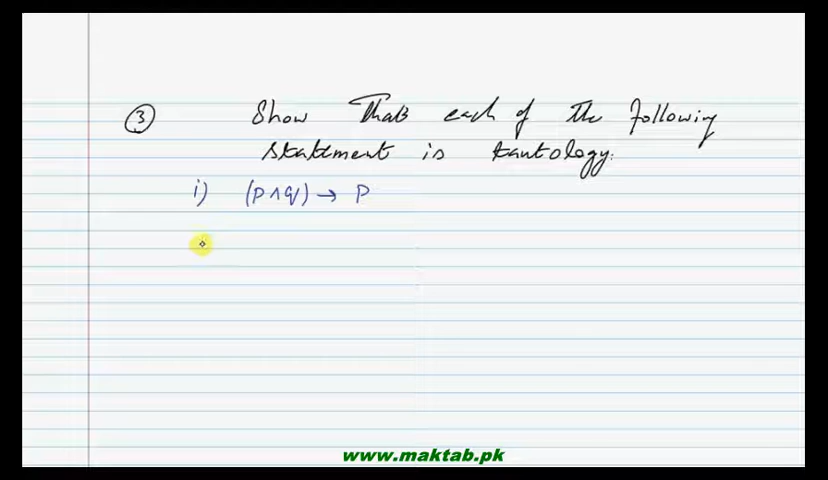 ③ Show that each of the following
statement is tautology.
i) (p ∧ q) → p
www.maktab.pk